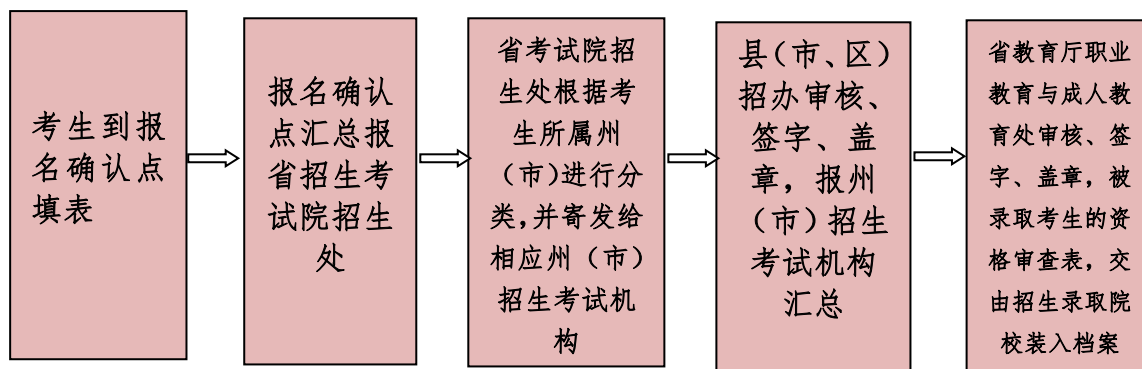 考生到报
名确认点
填表
报名确认
点汇总报
省招生考
试院招生
处
省考试院招
生处根据考
生所属州
（市）进行分
类，并寄发给
相应州（市）
招生考试机
构
县（市、区）
招办审核、
签字、盖
章，报州
（市）招生
考试机构
汇总
省教育厅职业
教育与成人教
育处审核、签
字、盖章，被
录取考生的资
格审查表，交
由招生录取院
校装入档案